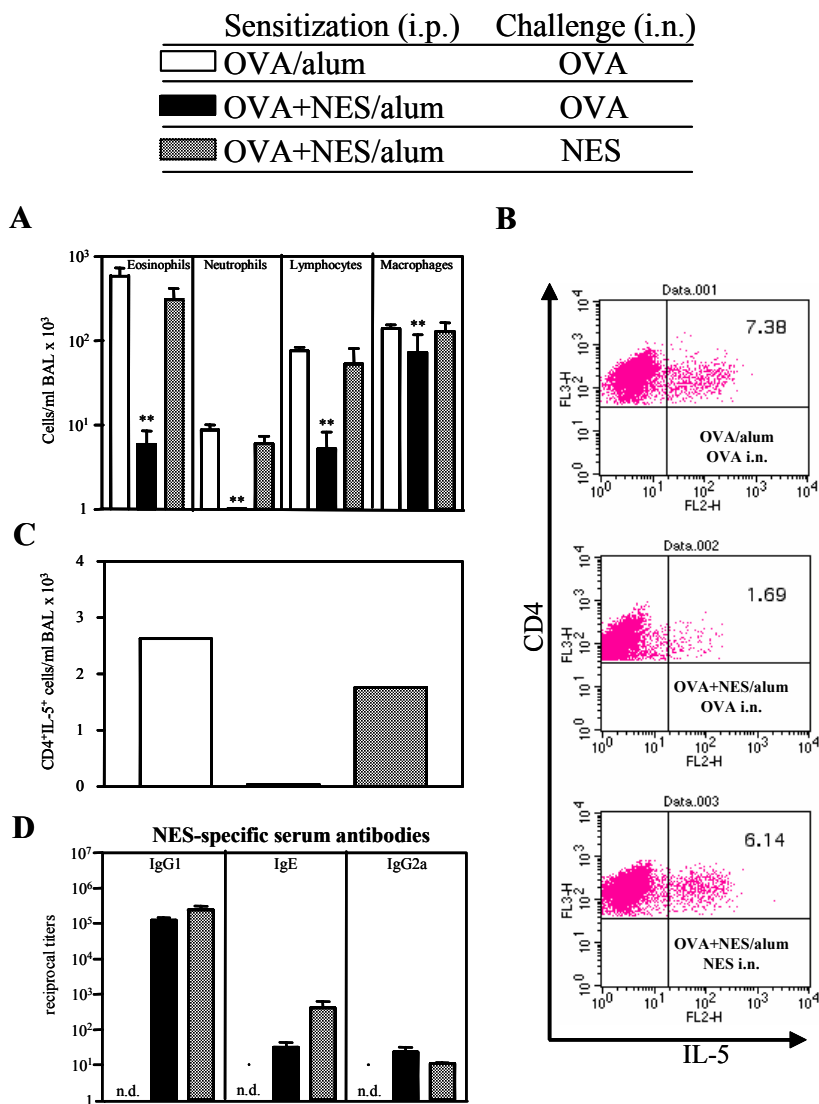 Sensitization (i.p.) Challenge (i.n.)
OVA/alum OVA
OVA+NES/alum OVA
OVA+NES/alum NES
A
Cells/ml BAL x 10³
10³
10²
10¹
1
Eosinophils Neutrophils Lymphocytes Macrophages
** ** ** **
C
CD4⁺IL-5⁺ cells/ml BAL x 10³
4
3
2
1
0
D
NES-specific serum antibodies
IgG1 IgE IgG2a
reciprocal titers
10⁷
10⁶
10⁵
10⁴
10³
10²
10¹
1
n.d. n.d. n.d.
B
CD4
Data.001
7.38
FL3-H
10⁴
10³
10²
10¹
10⁰
OVA/alum
OVA i.n.
10⁰ 10¹ 10² 10³ 10⁴
FL2-H
Data.002
1.69
FL3-H
10⁴
10³
10²
10¹
10⁰
OVA+NES/alum
OVA i.n.
10⁰ 10¹ 10² 10³ 10⁴
FL2-H
Data.003
6.14
FL3-H
10⁴
10³
10²
10¹
10⁰
OVA+NES/alum
NES i.n.
10⁰ 10¹ 10² 10³ 10⁴
FL2-H
IL-5